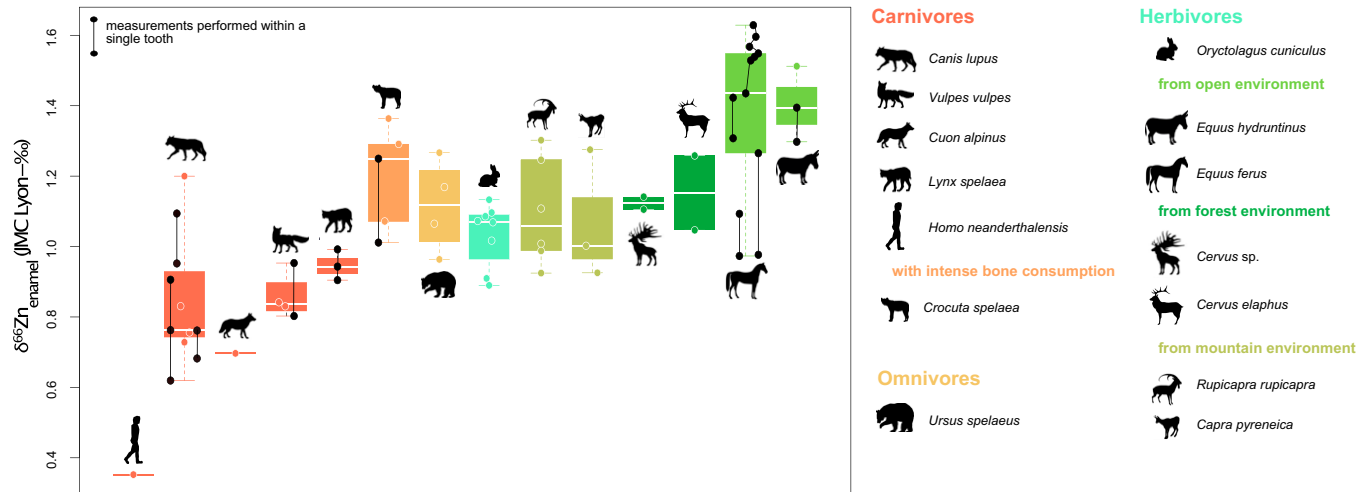 measurements performed within a
single tooth
1.6
1.4
1.2
1.0
0.8
0.6
0.4
δ⁶⁶Zn enamel (JMC Lyon–‰)
Carnivores
Canis lupus
Vulpes vulpes
Cuon alpinus
Lynx spelaea
Homo neanderthalensis
with intense bone consumption
Crocuta spelaea
Omnivores
Ursus spelaeus
Herbivores
Oryctolagus cuniculus
from open environment
Equus hydruntinus
Equus ferus
from forest environment
Cervus sp.
Cervus elaphus
from mountain environment
Rupicapra rupicapra
Capra pyreneica